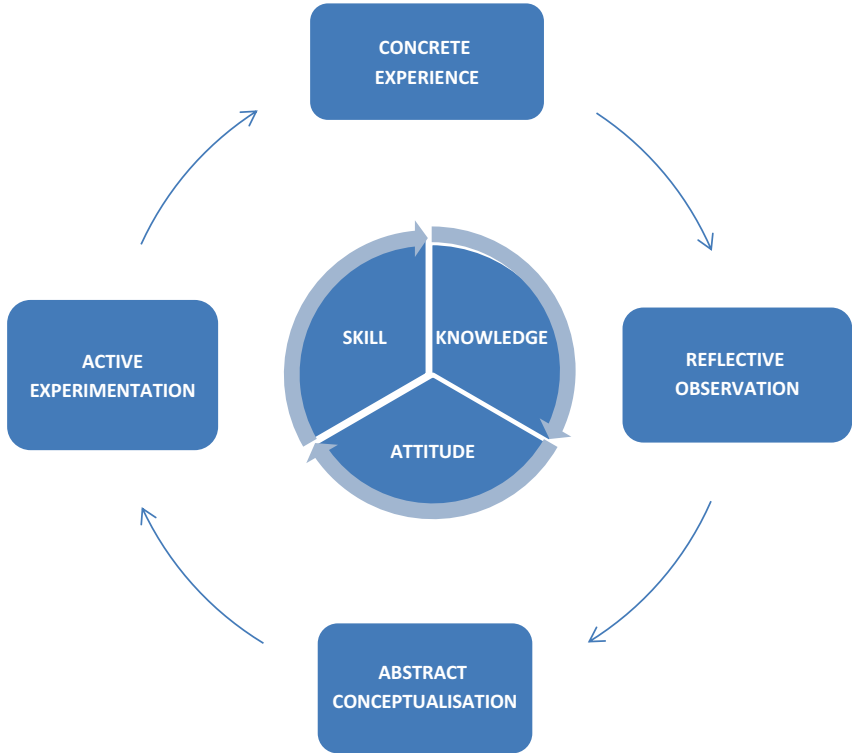 CONCRETE
EXPERIENCE
SKILL
KNOWLEDGE
ATTITUDE
ACTIVE
EXPERIMENTATION
REFLECTIVE
OBSERVATION
ABSTRACT
CONCEPTUALISATION